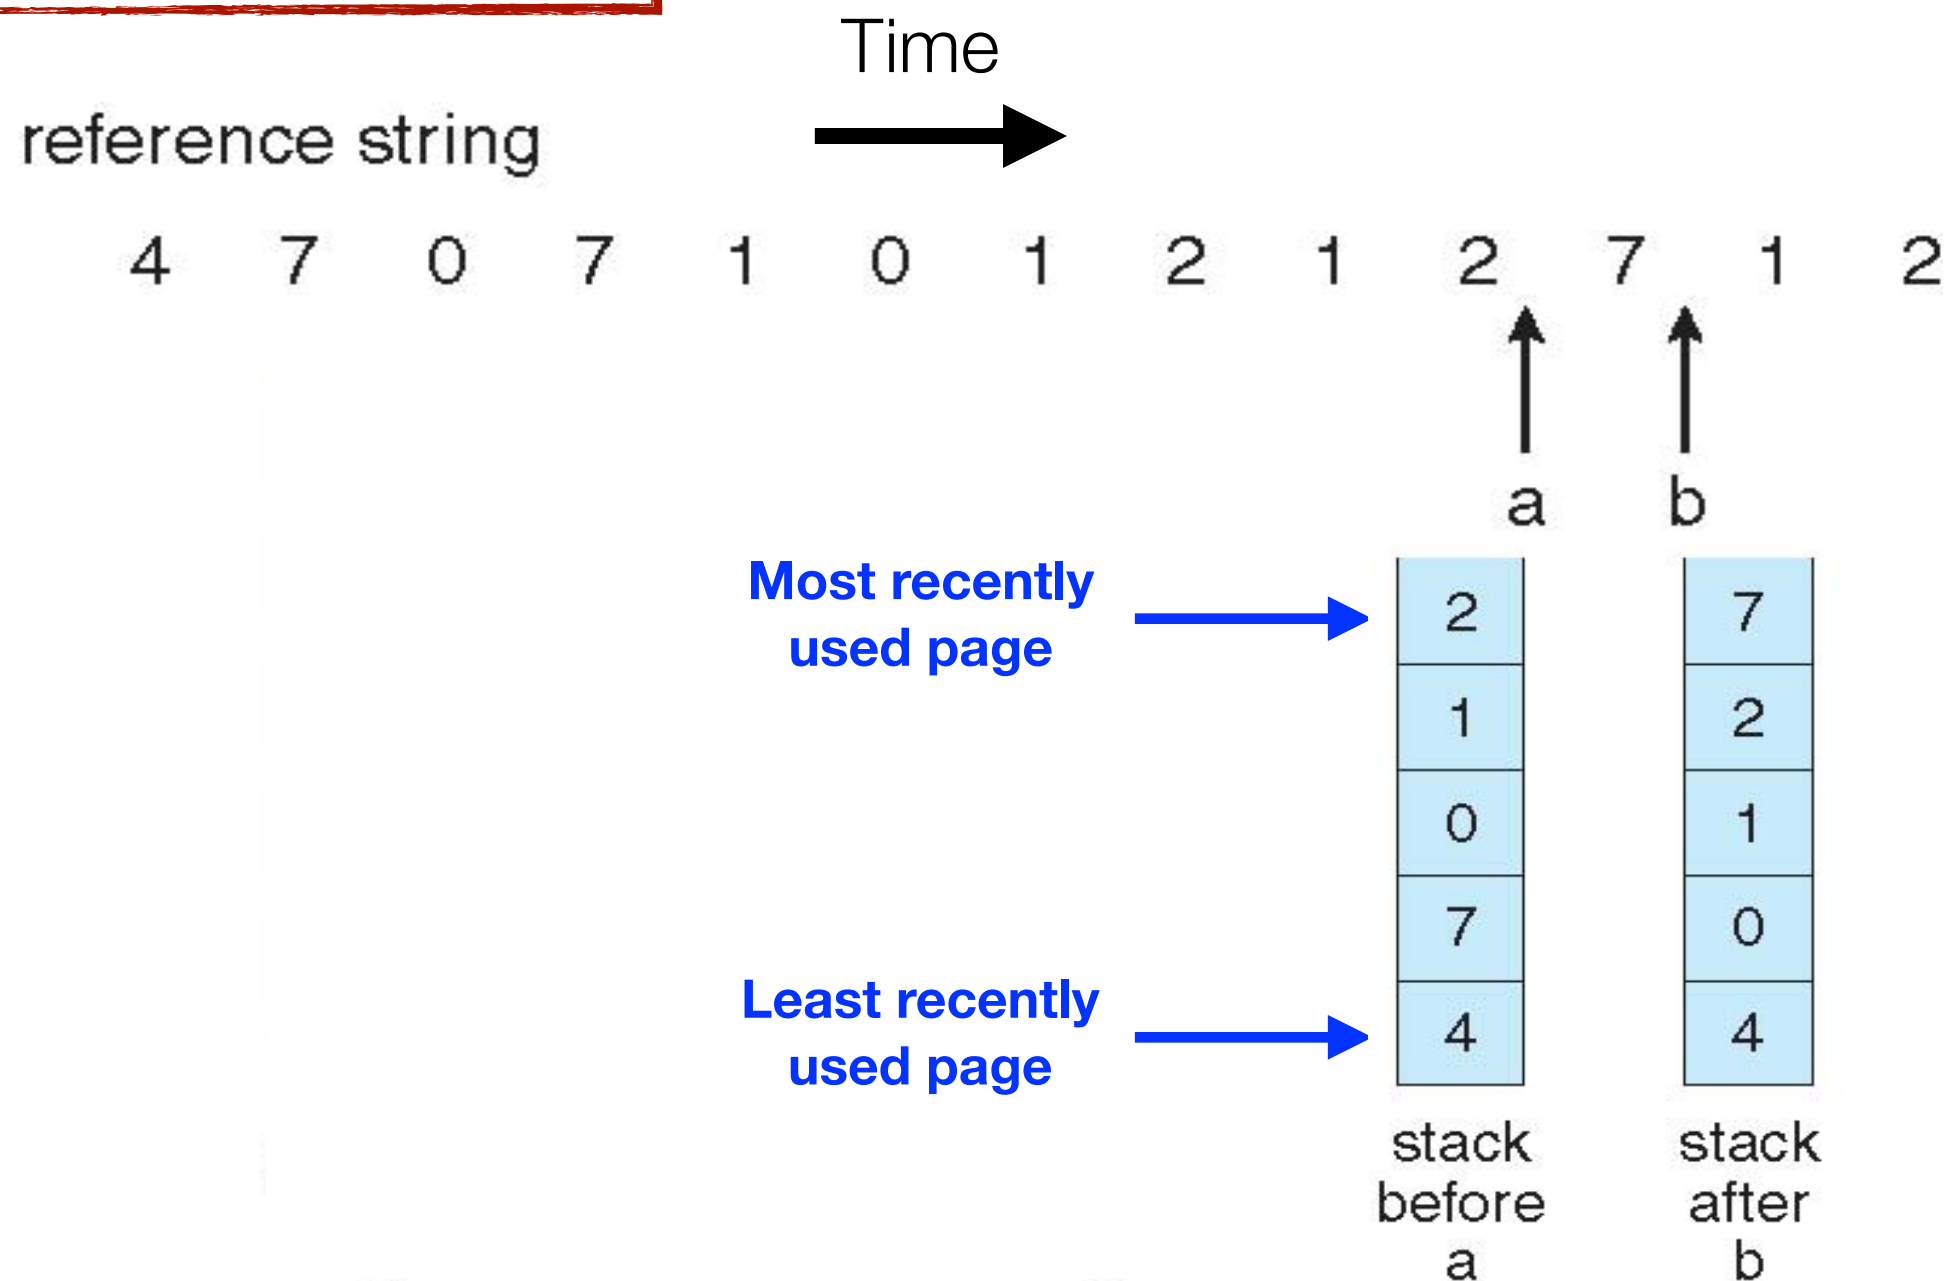 Time
reference string
4 7 0 7 1 0 1 2 1 2 7 1 2
a b
Most recently
used page
Least recently
used page
2
1
0
7
4
stack
before
a
7
2
1
0
4
stack
after
b